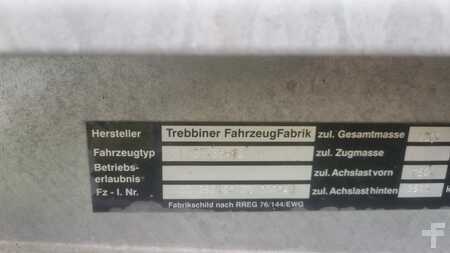 Hersteller Trebbiner FahrzeugFabrik zul. Gesamtmasse
Fahrzeugtyp zul. Zugmasse
Betriebs-
erlaubnis zul. Achslast vorn
Fz - I. Nr. zul. Achslast hinten
Fabrikschild nach RREG 76/144/EWG